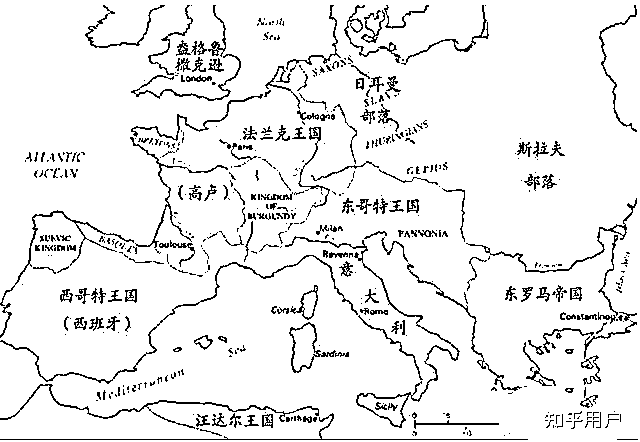 North
Sea
盎格鲁
撒克逊
London
SAXONS
日耳曼
SLAVS
部落
Cologne
法兰克王国
THURINGIANS
BRETONS
Paris
斯拉夫
ATLANTIC
OCEAN
GEPIDS
部落
(高卢)
KINGDOM
OF
BURGUNDY
东哥特王国
SUEVIC
KINGDOM
BASQUES
Toulouse
Milan
PANNONIA
Ravenna
意
西哥特王国
(西班牙)
大
东罗马帝国
Corsica
Rome
Constantinople
利
Sardinia
Sea
Mediterranean
Sicily
汪达尔王国
Carthage
知乎用户